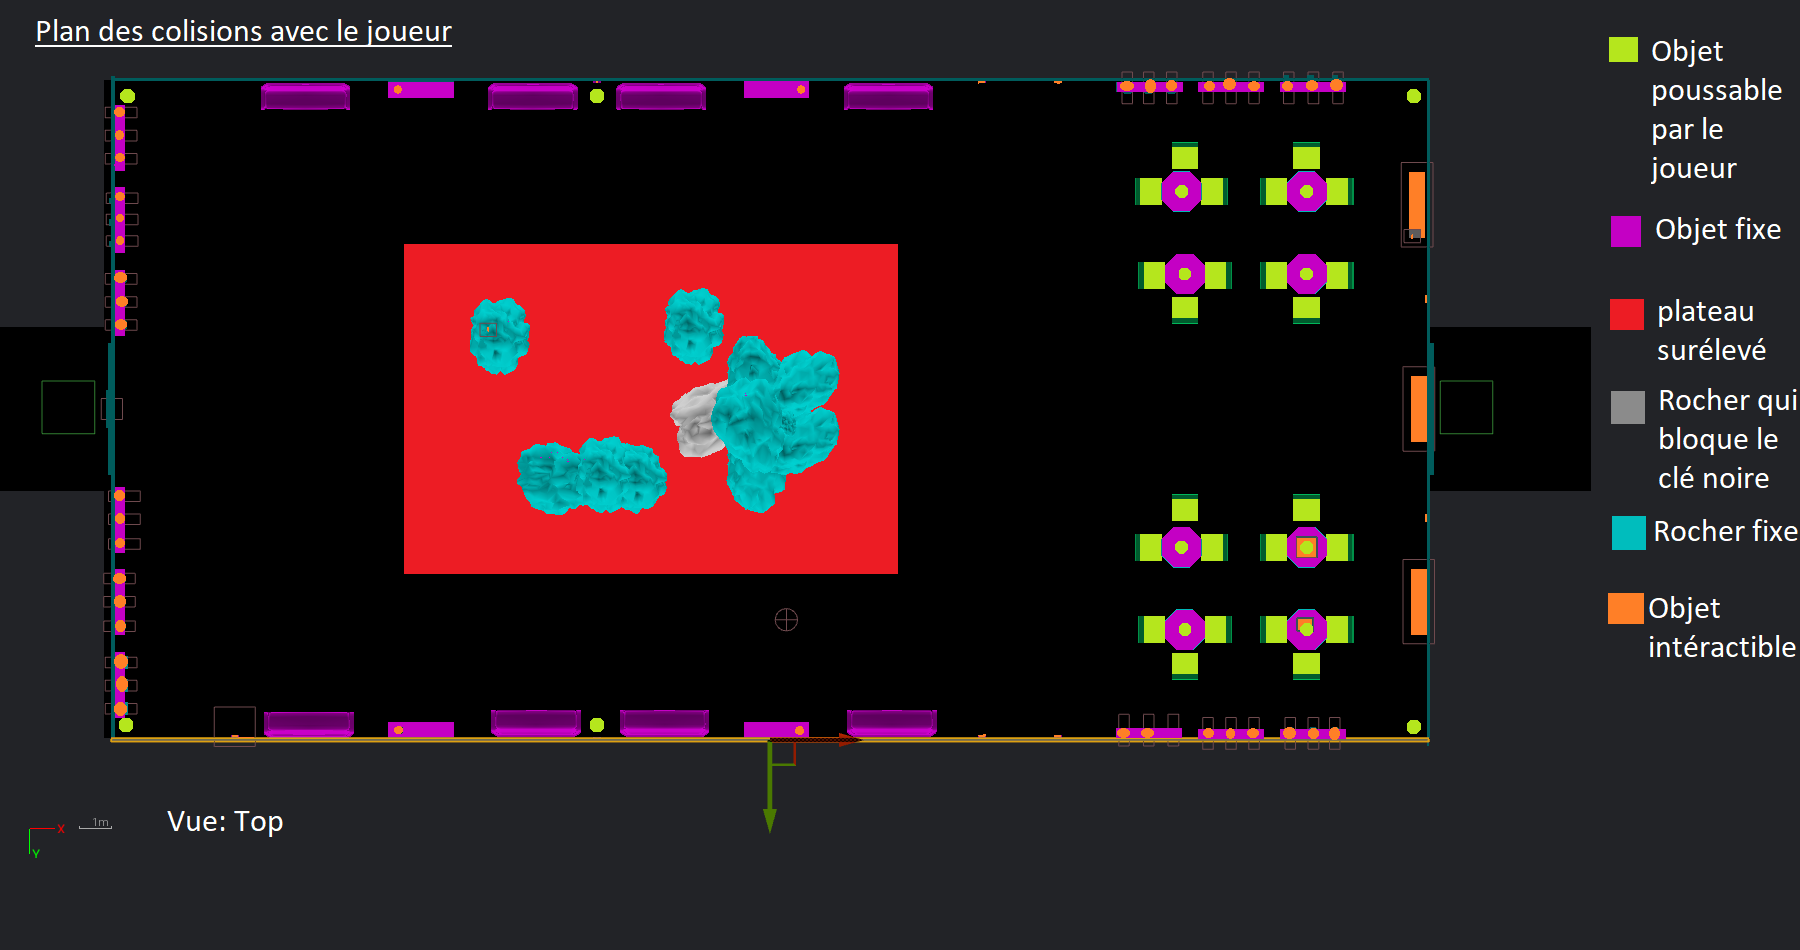 Plan des colisions avec le joueur
Objet
poussable
par le
joueur
Objet fixe
plateau
surélevé
Rocher qui
bloque le
clé noire
Rocher fixe
Objet
intéractible
1m
X
Y
Vue: Top